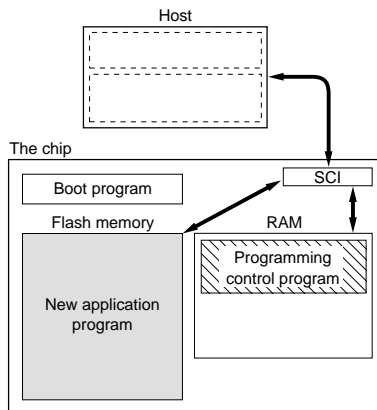 Host
The chip
SCI
Boot program
Flash memory
RAM
Programming
control program
New application
program